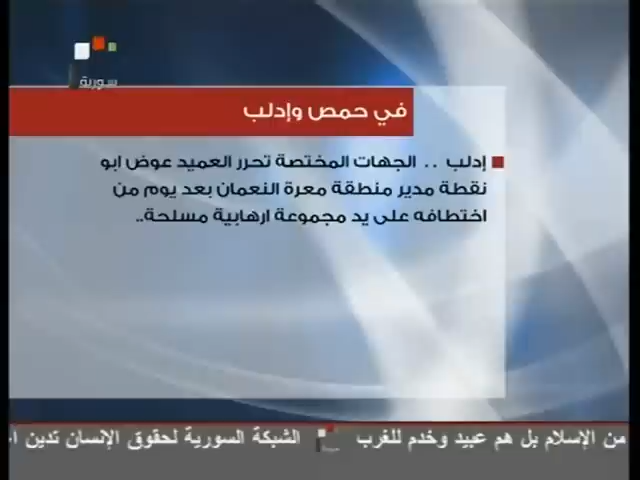 سورية
في حمص وإدلب
إدلب .. الجهات المختصة تحرر العميد عوض ابو
نقطة مدير منطقة معرة النعمان بعد يوم من
اختطافه على يد مجموعة ارهابية مسلحة..
من الإسلام بل هم عبيد وخدم للغرب الشبكة السورية لحقوق الإنسان تدين